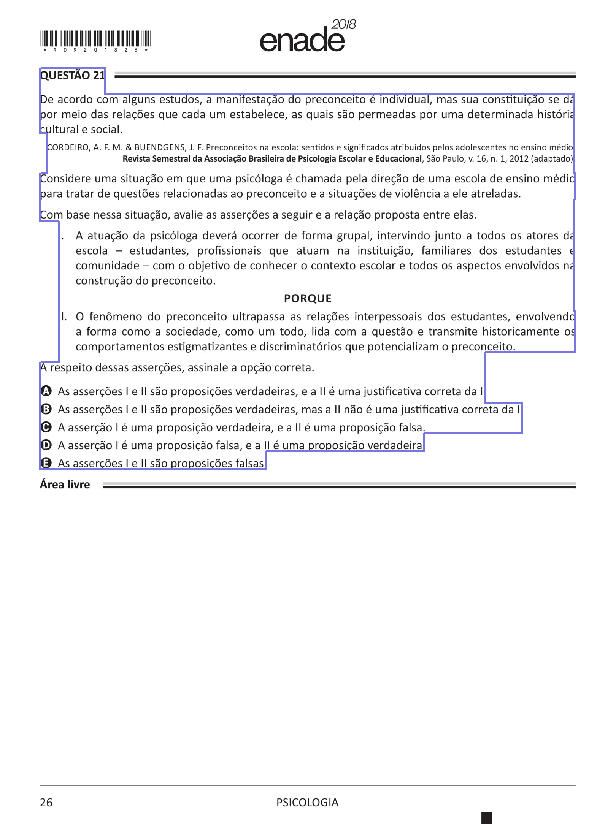 *R0920182 6*
enade2018
QUESTÃO 21
De acordo com alguns estudos, a manifestação do preconceito é individual, mas sua constituição se dá
por meio das relações que cada um estabelece, as quais são permeadas por uma determinada história
cultural e social.
CORDEIRO, A. F. M. & BUENDGENS, J. F. Preconceitos na escola: sentidos e significados atribuídos pelos adolescentes no ensino médio.
Revista Semestral da Associação Brasileira de Psicologia Escolar e Educacional, São Paulo, v. 16, n. 1, 2012 (adaptado).
Considere uma situação em que uma psicóloga é chamada pela direção de uma escola de ensino médio
para tratar de questões relacionadas ao preconceito e a situações de violência a ele atreladas.
Com base nessa situação, avalie as asserções a seguir e a relação proposta entre elas.
I. A atuação da psicóloga deverá ocorrer de forma grupal, intervindo junto a todos os atores da
escola – estudantes, profissionais que atuam na instituição, familiares dos estudantes e
comunidade – com o objetivo de conhecer o contexto escolar e todos os aspectos envolvidos na
construção do preconceito.
PORQUE
II. O fenômeno do preconceito ultrapassa as relações interpessoais dos estudantes, envolvendo
a forma como a sociedade, como um todo, lida com a questão e transmite historicamente os
comportamentos estigmatizantes e discriminatórios que potencializam o preconceito.
A respeito dessas asserções, assinale a opção correta.
A As asserções I e II são proposições verdadeiras, e a II é uma justificativa correta da I.
B As asserções I e II são proposições verdadeiras, mas a II não é uma justificativa correta da I.
C A asserção I é uma proposição verdadeira, e a II é uma proposição falsa.
D A asserção I é uma proposição falsa, e a II é uma proposição verdadeira.
E As asserções I e II são proposições falsas.
Área livre
26
PSICOLOGIA